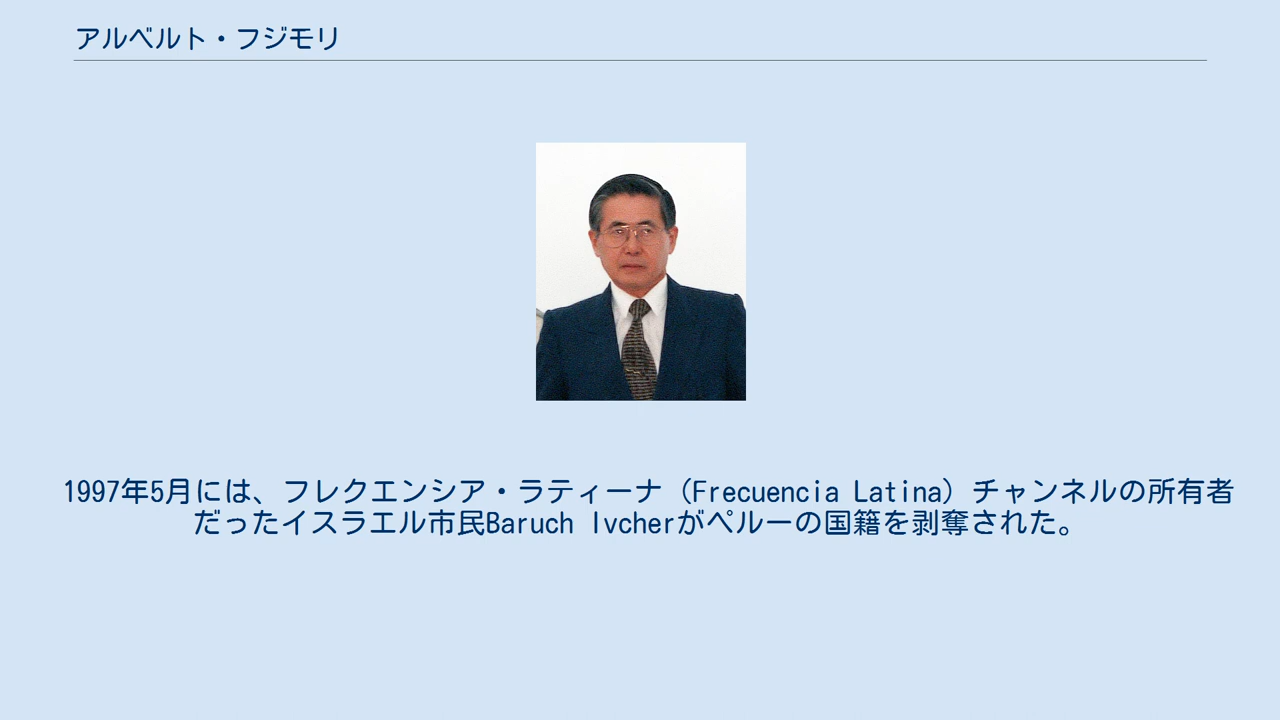 アルベルト・フジモリ
1997年5月には、フレクエンシア・ラティーナ（Frecuencia Latina）チャンネルの所有者
だったイスラエル市民Baruch Ivcherがペルーの国籍を剥奪された。